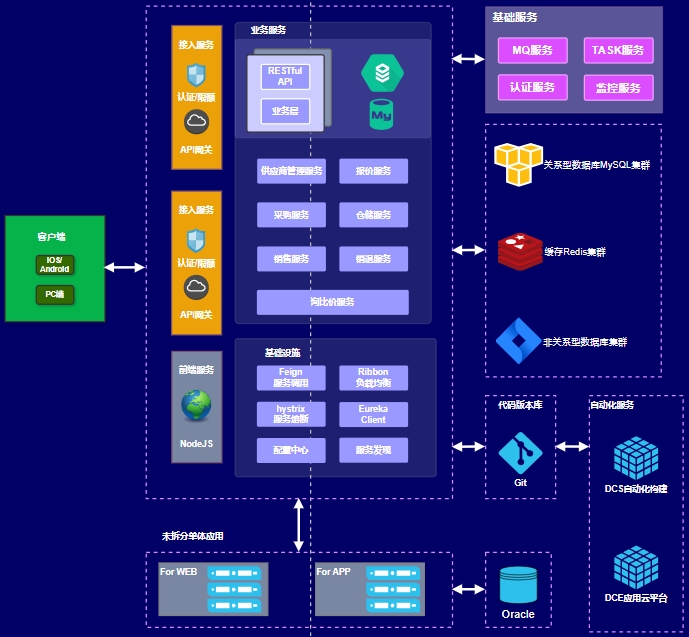 客户端
IOS/
Android
PC端
接入服务
认证/限额
API网关
接入服务
认证/限额
API网关
前端服务
NodeJS
业务服务
RESTful
API
业务层
My
供应商管理服务
报价服务
采购服务
仓储服务
销售服务
销退服务
询比价服务
基础设施
Feign
服务调用
Ribbon
负载均衡
hystrix
服务熔断
Eureka
Client
配置中心
服务发现
基础服务
MQ服务
TASK服务
认证服务
监控服务
关系型数据库MySQL集群
缓存Redis集群
非关系型数据库集群
代码版本库
Git
自动化服务
DCS自动化构建
DCE应用云平台
未拆分单体应用
For WEB
For APP
Oracle